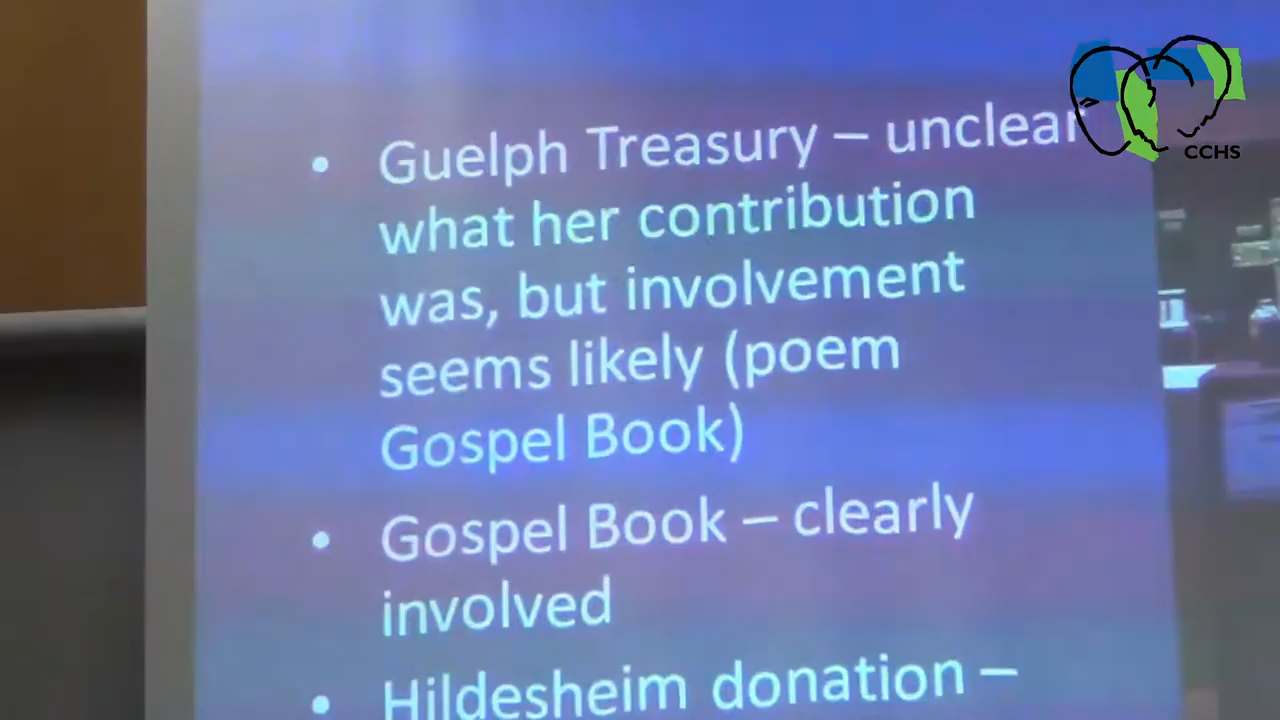 • Guelph Treasury – unclear
what her contribution
was, but involvement
seems likely (poem
Gospel Book)
• Gospel Book – clearly
involved
• Hildesheim donation –
CCHS